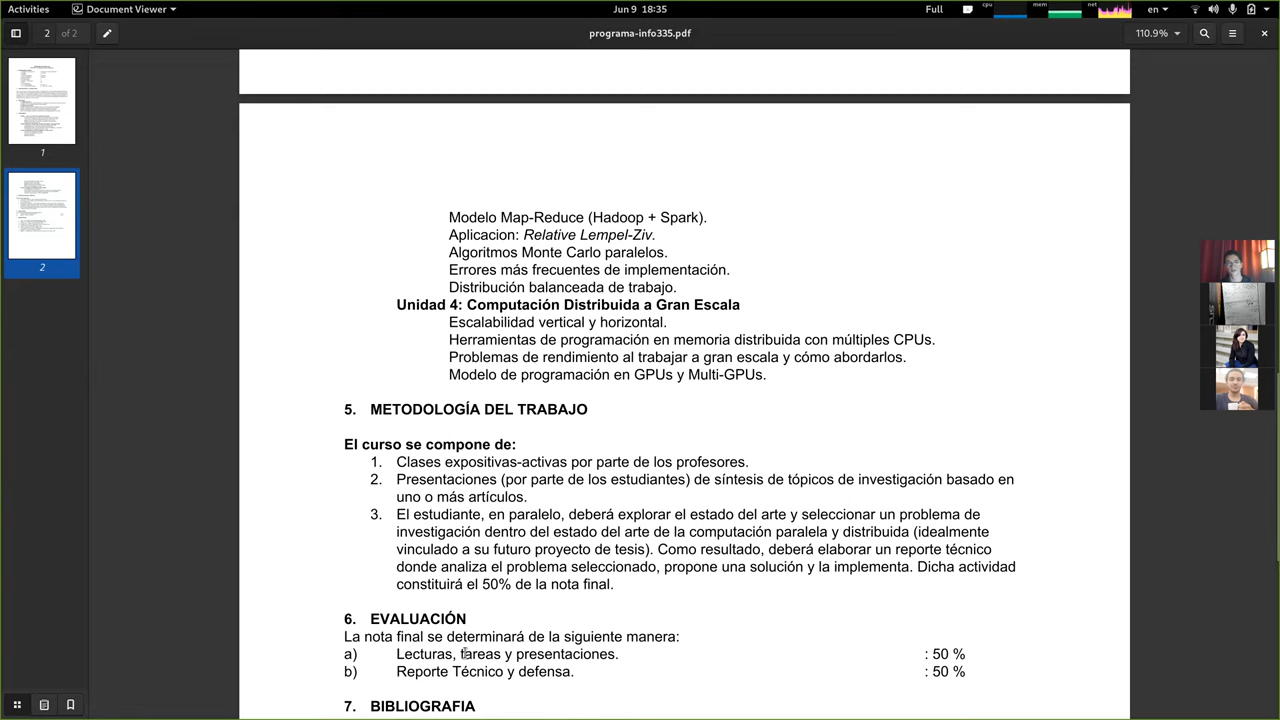 Activities
Document Viewer
Jun 9 18:35
Full
cpu
mem
net
en
2 of 2
programa-info335.pdf
110.9%
1
2
Modelo Map-Reduce (Hadoop + Spark).
Aplicacion: Relative Lempel-Ziv.
Algoritmos Monte Carlo paralelos.
Errores más frecuentes de implementación.
Distribución balanceada de trabajo.
Unidad 4: Computación Distribuida a Gran Escala
Escalabilidad vertical y horizontal.
Herramientas de programación en memoria distribuida con múltiples CPUs.
Problemas de rendimiento al trabajar a gran escala y cómo abordarlos.
Modelo de programación en GPUs y Multi-GPUs.
5. METODOLOGÍA DEL TRABAJO
El curso se compone de:
1. Clases expositivas-activas por parte de los profesores.
2. Presentaciones (por parte de los estudiantes) de síntesis de tópicos de investigación basado en
uno o más artículos.
3. El estudiante, en paralelo, deberá explorar el estado del arte y seleccionar un problema de
investigación dentro del estado del arte de la computación paralela y distribuida (idealmente
vinculado a su futuro proyecto de tesis). Como resultado, deberá elaborar un reporte técnico
donde analiza el problema seleccionado, propone una solución y la implementa. Dicha actividad
constituirá el 50% de la nota final.
6. EVALUACIÓN
La nota final se determinará de la siguiente manera:
a) Lecturas, tareas y presentaciones. : 50 %
b) Reporte Técnico y defensa. : 50 %
7. BIBLIOGRAFIA